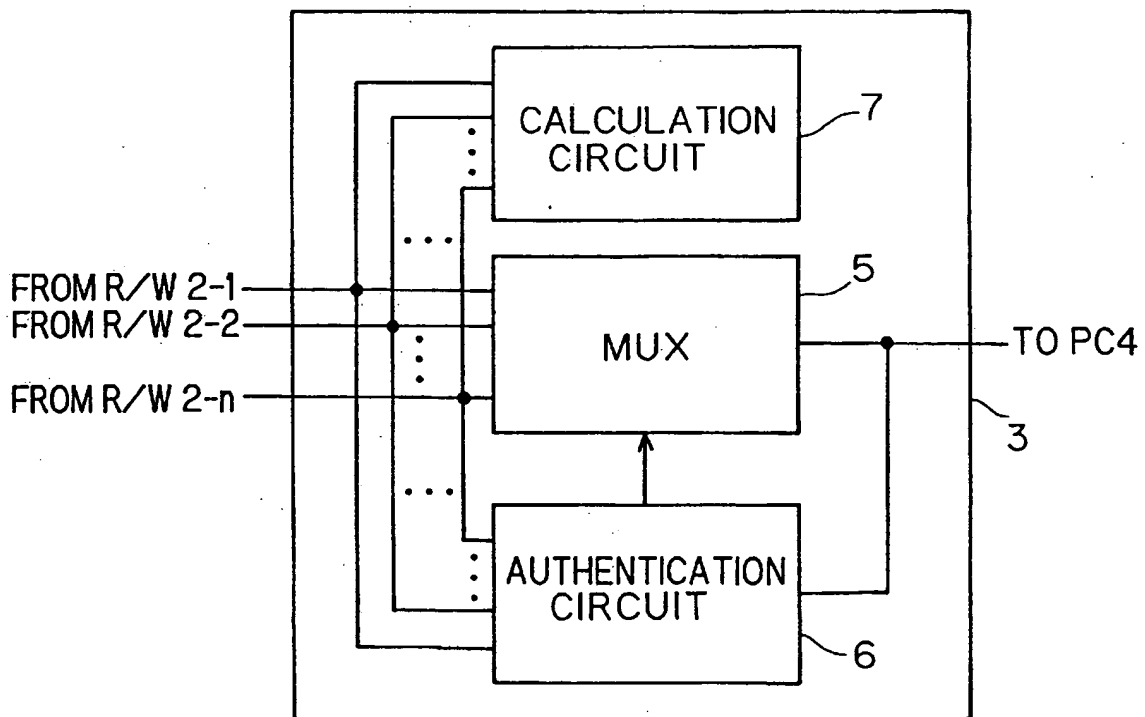 CALCULATION
CIRCUIT
7
FROM R/W 2-1
FROM R/W 2-2
FROM R/W 2-n
MUX
5
TO PC4
3
AUTHENTICATION
CIRCUIT
6